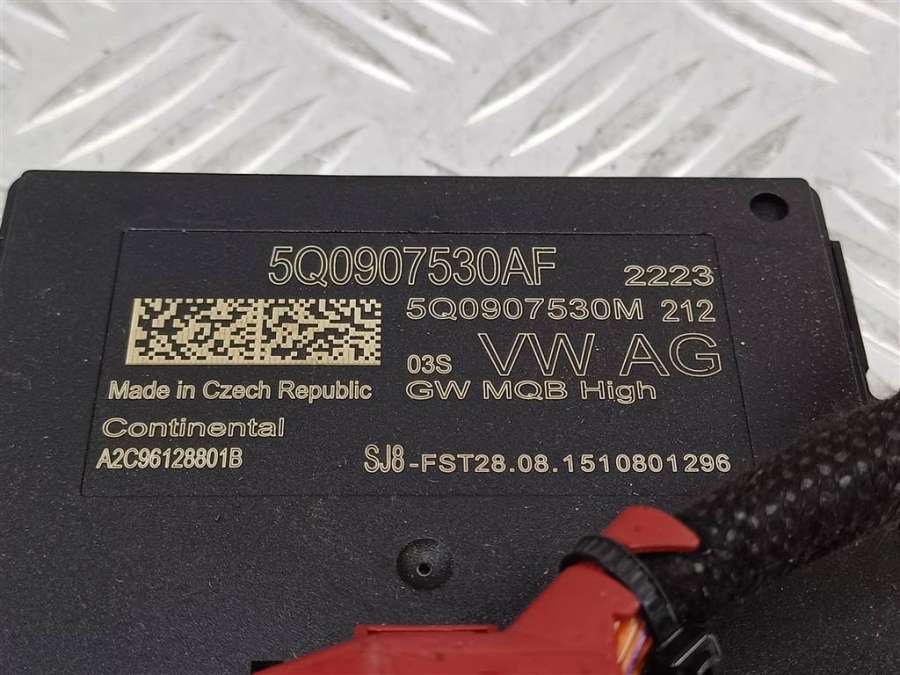 5Q0907530AF 2223
5Q0907530M 212
03S VW AG
Made in Czech Republic GW MQB High
Continental
A2C96128801B SJ8-FST28.08.1510801296